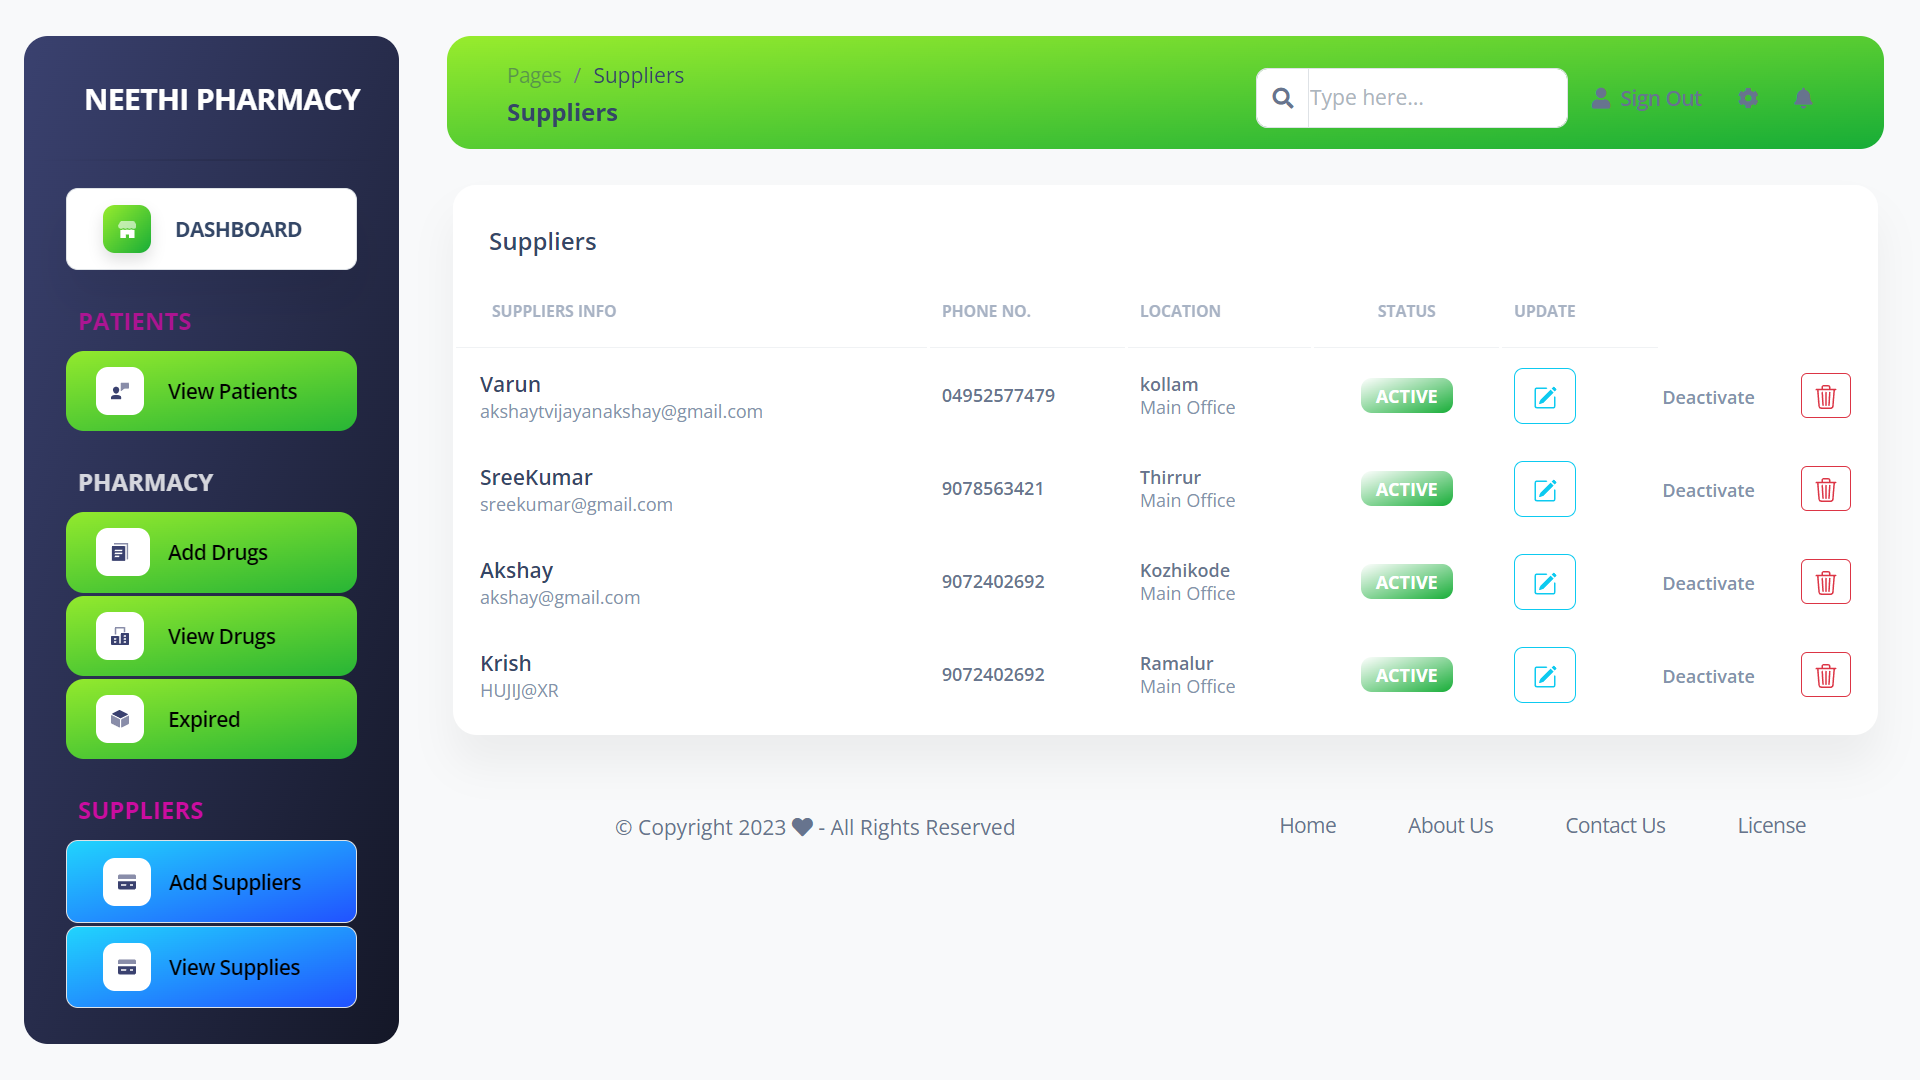 NEETHI PHARMACY
DASHBOARD
PATIENTS
View Patients
PHARMACY
Add Drugs
View Drugs
Expired
SUPPLIERS
Add Suppliers
View Supplies
Pages / Suppliers
Suppliers
Type here...
Sign Out
Suppliers
SUPPLIERS INFO PHONE NO. LOCATION STATUS UPDATE
Varun
akshaytvijayanakshay@gmail.com
04952577479
kollam
Main Office
ACTIVE
Deactivate
SreeKumar
sreekumar@gmail.com
9078563421
Thirrur
Main Office
ACTIVE
Deactivate
Akshay
akshay@gmail.com
9072402692
Kozhikode
Main Office
ACTIVE
Deactivate
Krish
HUJIJ@XR
9072402692
Ramalur
Main Office
ACTIVE
Deactivate
© Copyright 2023 - All Rights Reserved
Home About Us Contact Us License